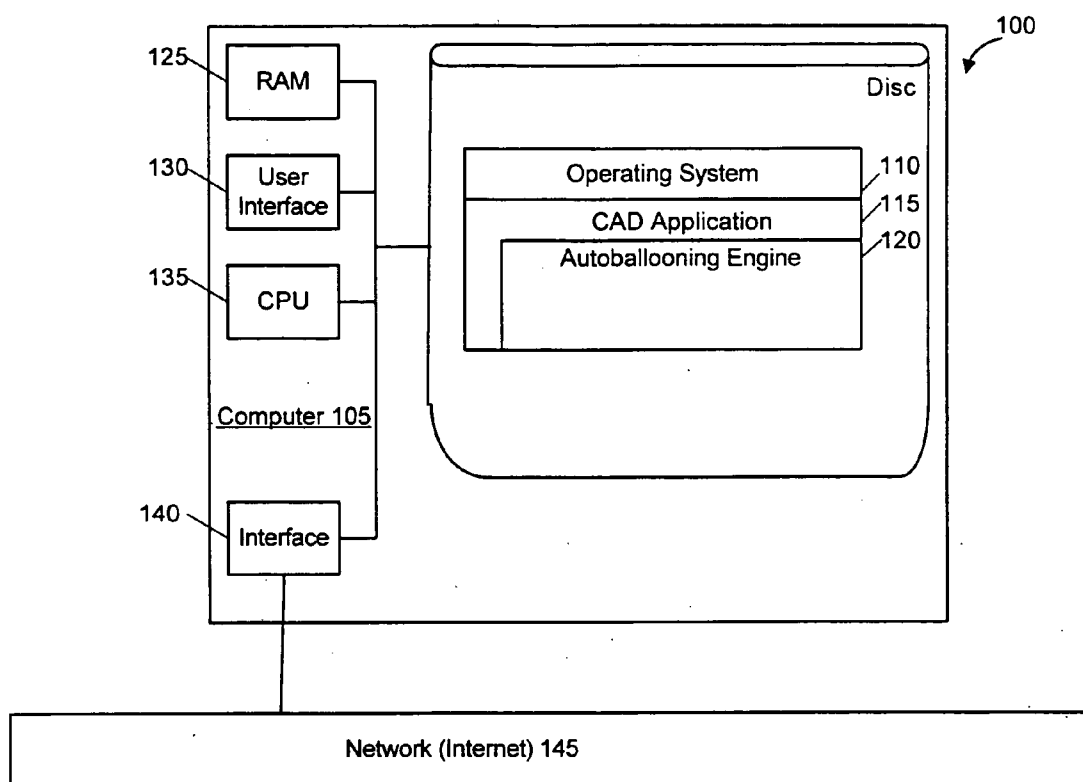 100
125
RAM
Disc
130
User
Interface
Operating System
110
CAD Application
115
120
Autoballooning Engine
135
CPU
Computer 105
140
Interface
Network (Internet) 145